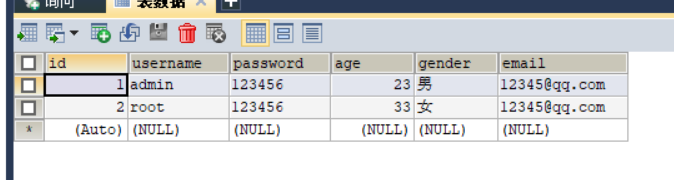 询问 表数据
id username password age gender email
1 admin 123456 23 男 12345@qq.com
2 root 123456 33 女 12345@qq.com
* (Auto) (NULL) (NULL) (NULL) (NULL) (NULL)